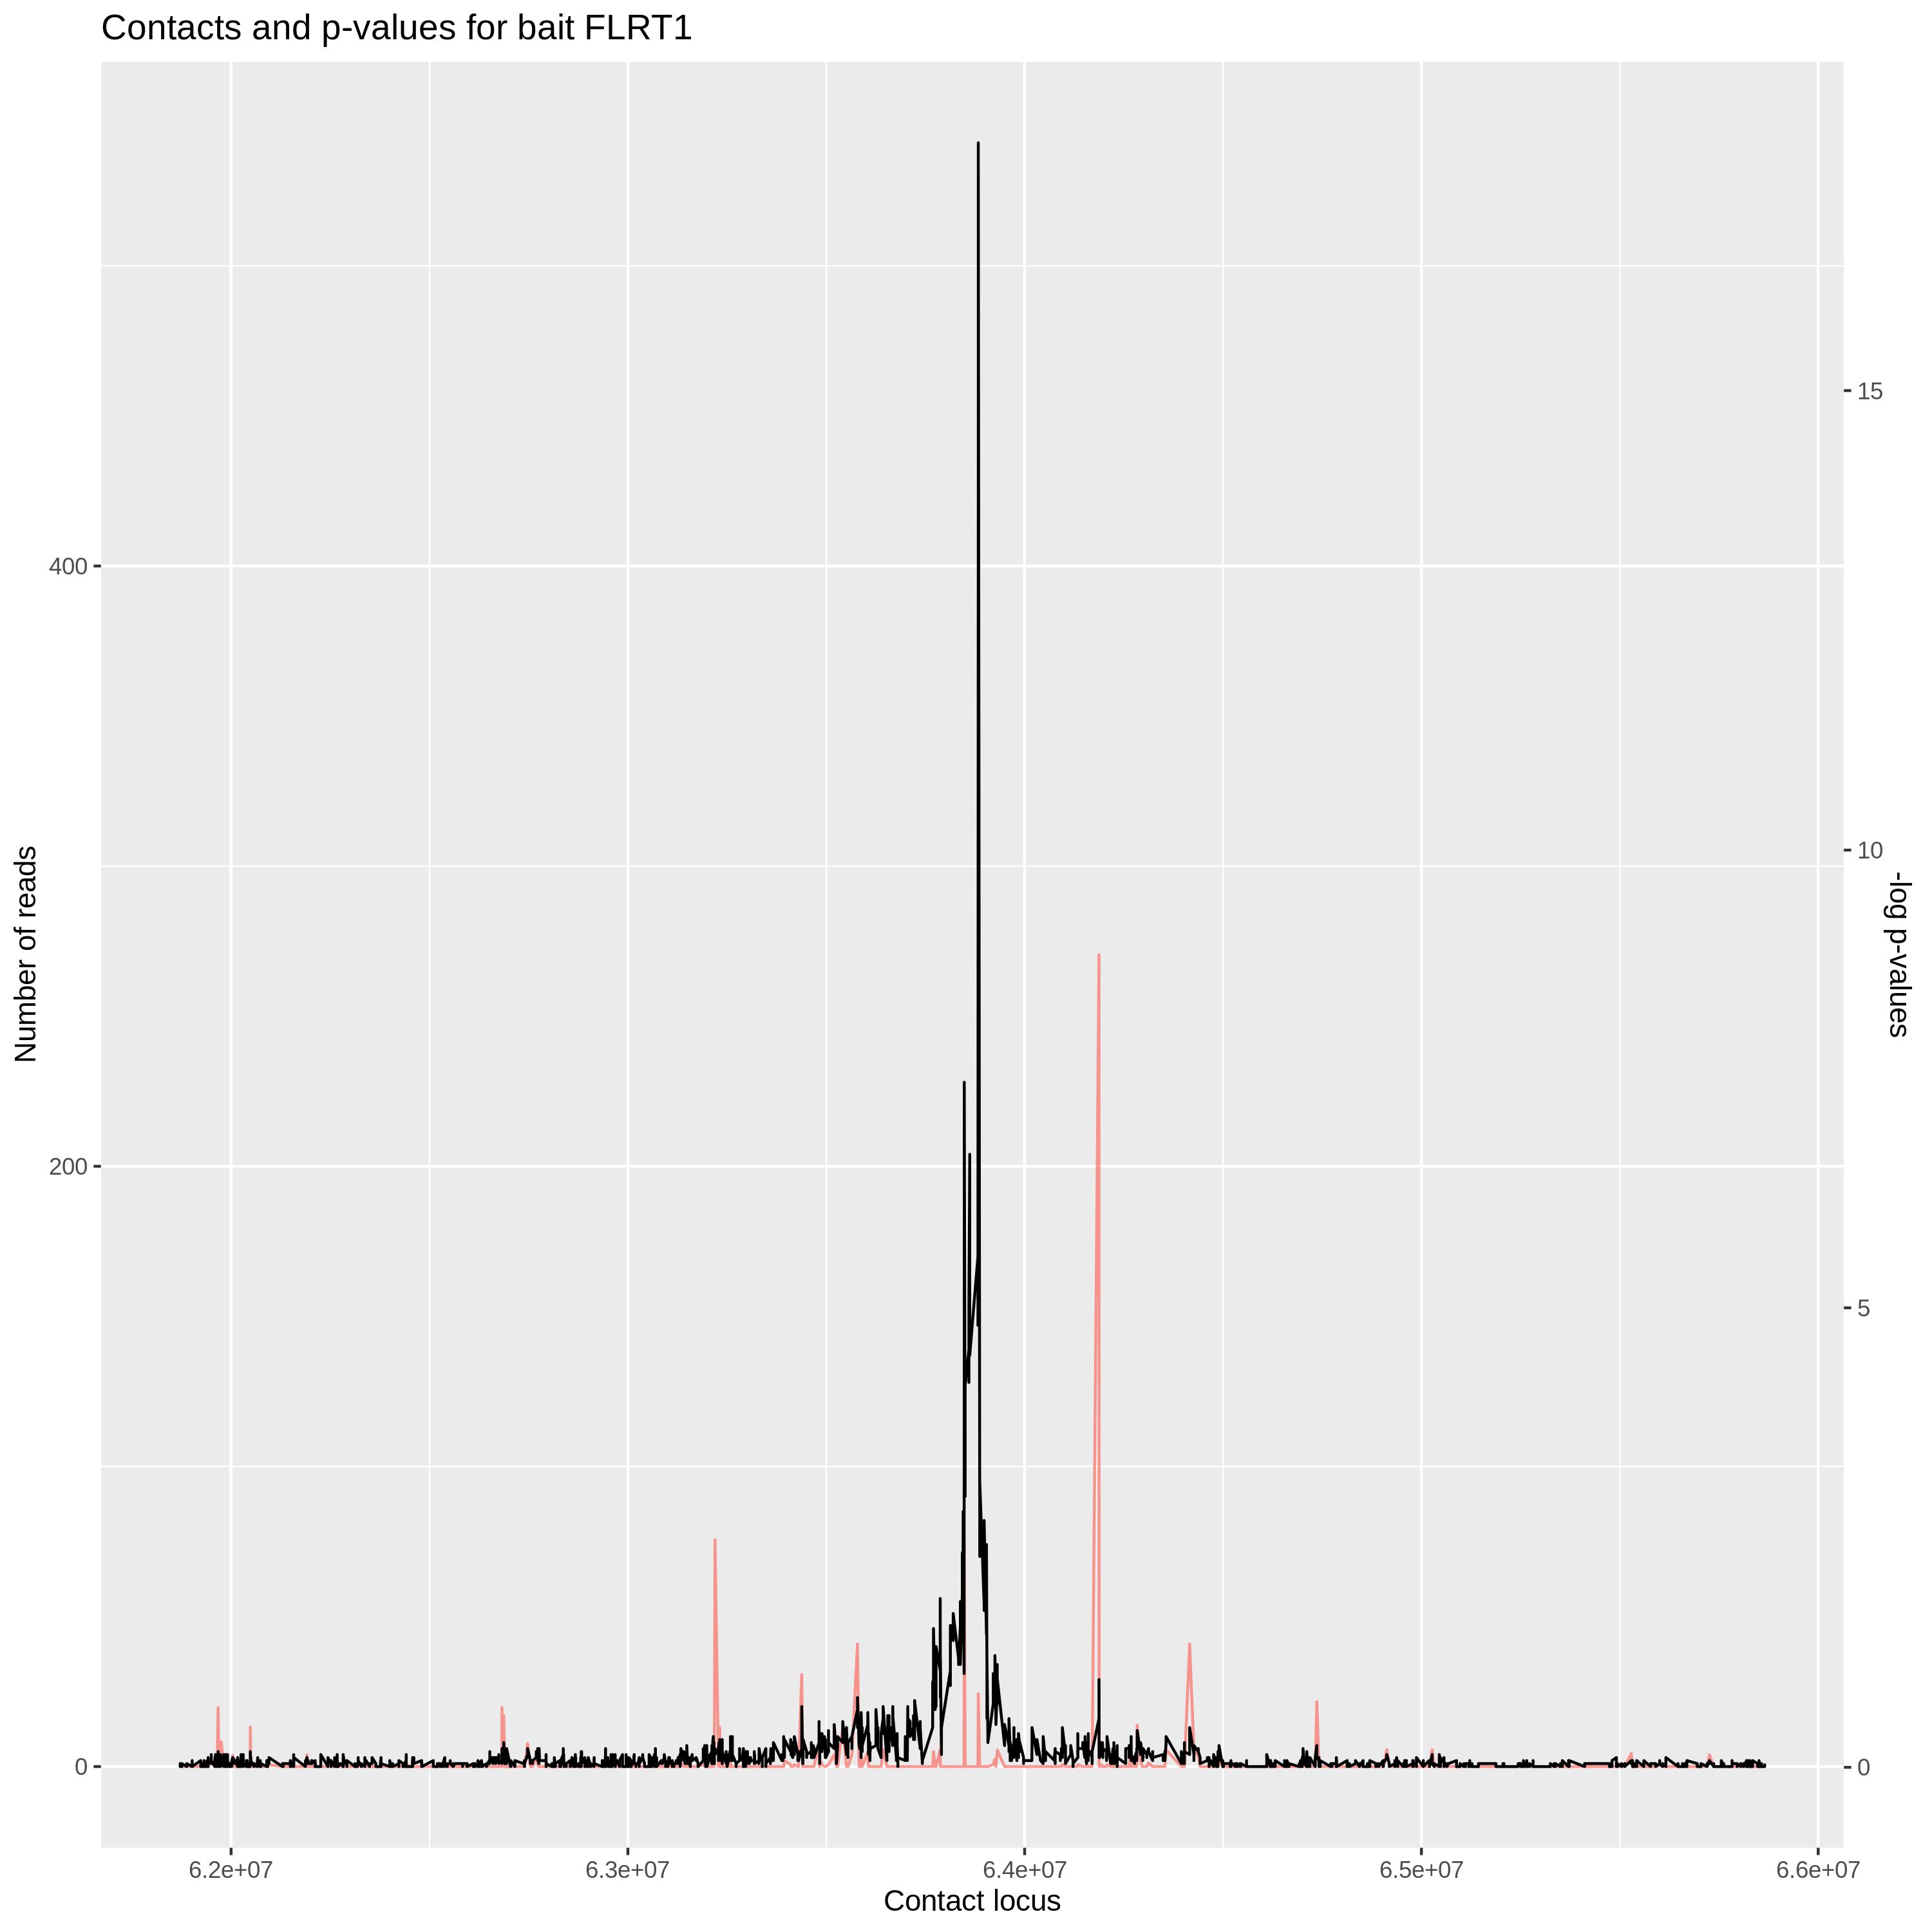 Contacts and p-values for bait FLRT1
400
200
0
Number of reads
15
10
5
0
-log p-values
6.2e+07
6.3e+07
6.4e+07
6.5e+07
6.6e+07
Contact locus